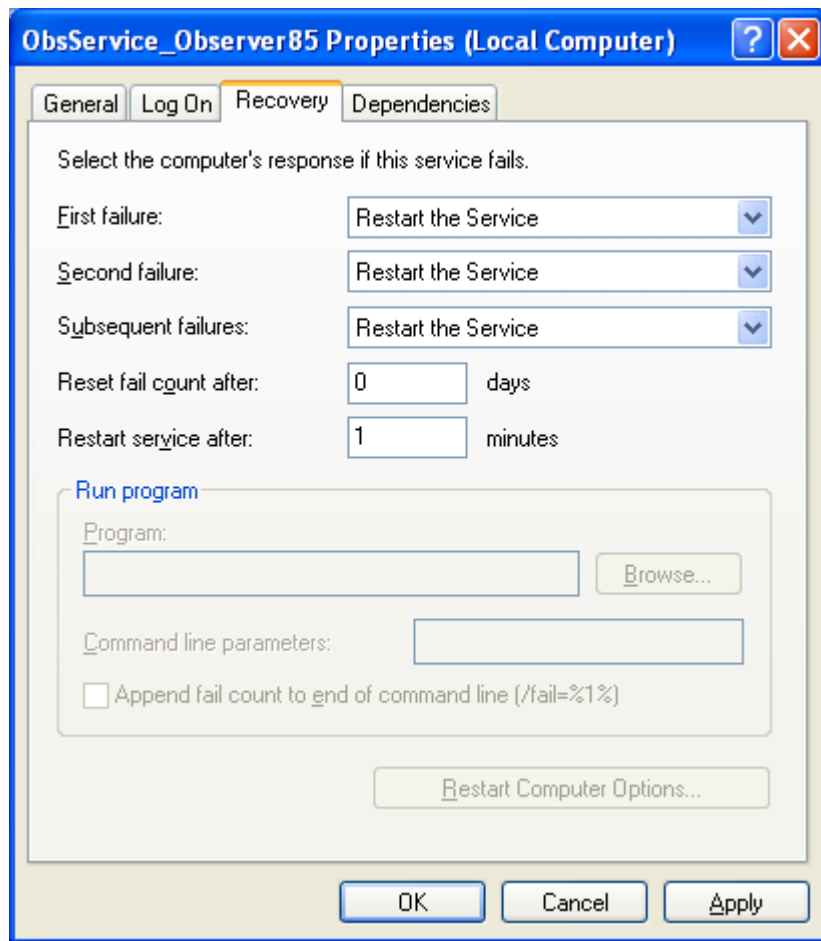 ObsService_Observer85 Properties (Local Computer)
General Log On Recovery Dependencies
Select the computer's response if this service fails.
First failure: Restart the Service
Second failure: Restart the Service
Subsequent failures: Restart the Service
Reset fail count after: 0 days
Restart service after: 1 minutes
Run program
Program:
Browse...
Command line parameters:
Append fail count to end of command line (/fail=%1%)
Restart Computer Options...
OK Cancel Apply